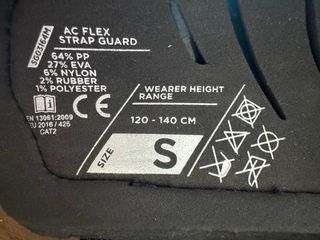 SG03164M
AC FLEX
STRAP GUARD
64% PP
27% EVA
6% NYLON
2% RUBBER
1% POLYESTER
CE
EN 13061:2009
EU 2016 / 425
CAT2
WEARER HEIGHT
RANGE
120 - 140 CM
SIZE
S